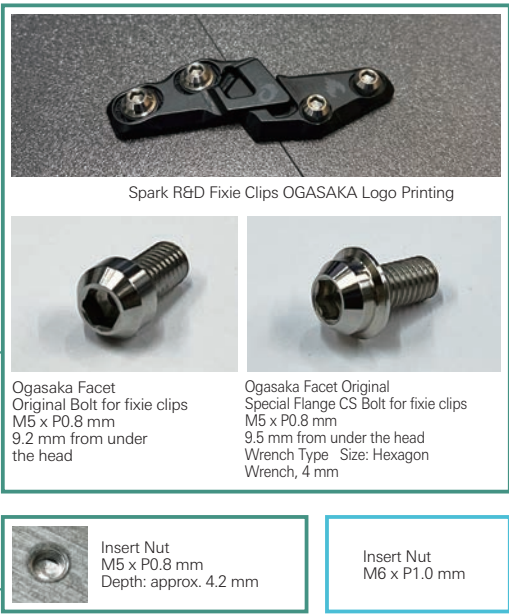 Spark R&D Fixie Clips OGASAKA Logo Printing
Ogasaka Facet
Original Bolt for fixie clips
M5 x P0.8 mm
9.2 mm from under
the head
Ogasaka Facet Original
Special Flange CS Bolt for fixie clips
M5 x P0.8 mm
9.5 mm from under the head
Wrench Type   Size: Hexagon
Wrench, 4 mm
Insert Nut
M5 x P0.8 mm
Depth: approx. 4.2 mm
Insert Nut
M6 x P1.0 mm